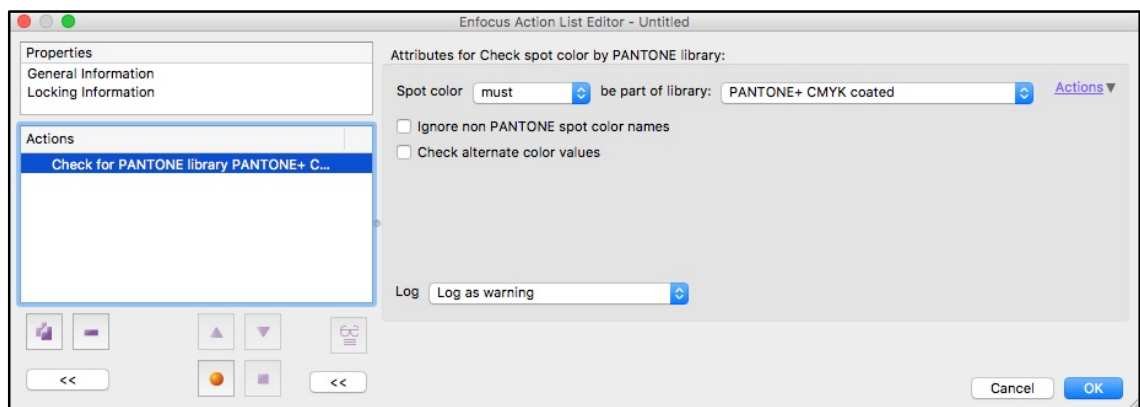 Enfocus Action List Editor - Untitled
Properties
General Information
Locking Information
Actions
Check for PANTONE library PANTONE+ C...
<<
<<
Attributes for Check spot color by PANTONE library:
Spot color must be part of library: PANTONE+ CMYK coated Actions▼
Ignore non PANTONE spot color names
Check alternate color values
Log Log as warning
Cancel OK